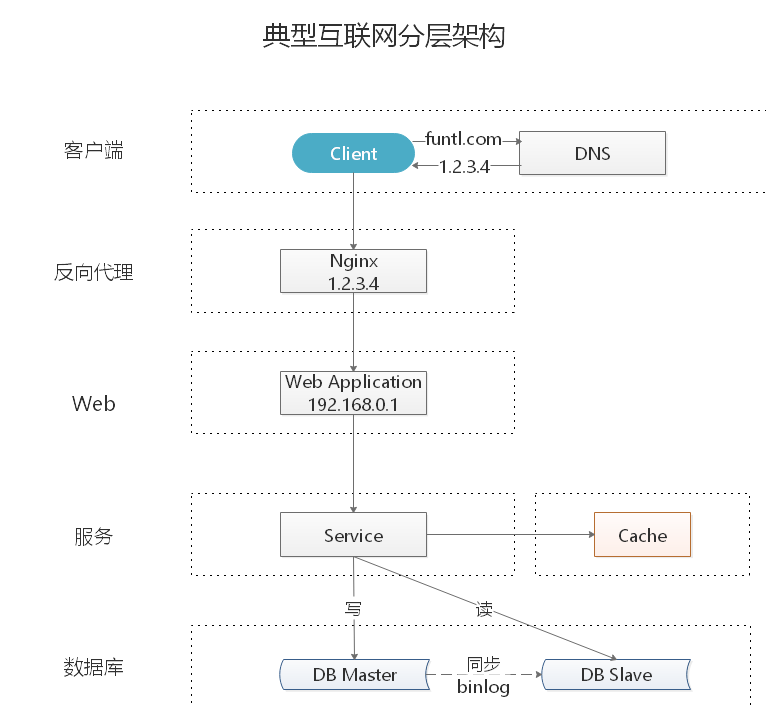 典型互联网分层架构
客户端
Client
funtl.com
1.2.3.4
DNS
反向代理
Nginx
1.2.3.4
Web
Web Application
192.168.0.1
服务
Service
Cache
写
读
数据库
DB Master
同步
binlog
DB Slave